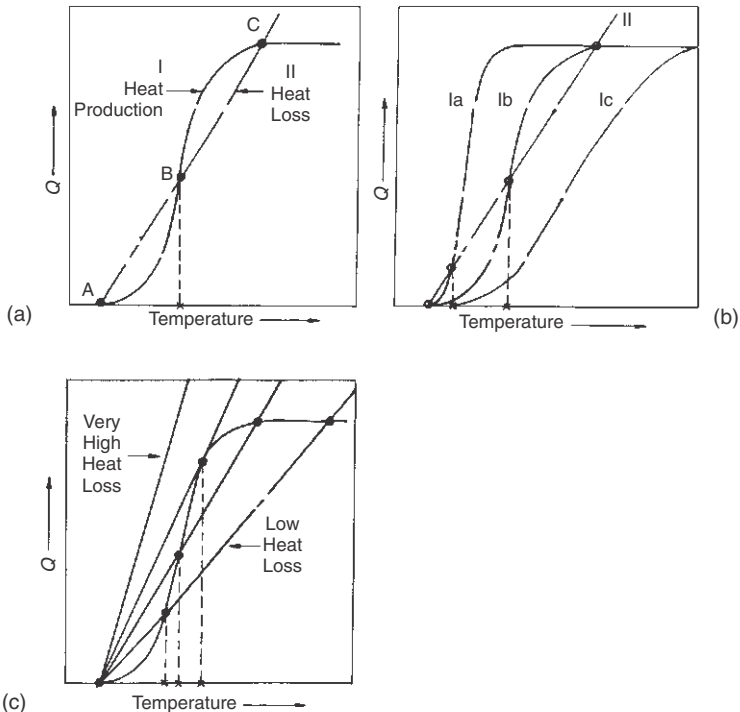 C
I
Heat
Production
II
Heat
Loss
B
A
Q
Temperature
(a)
II
Ia
Ib
Ic
Q
Temperature
(b)
Very
High
Heat
Loss
Low
Heat
Loss
Q
Temperature
(c)